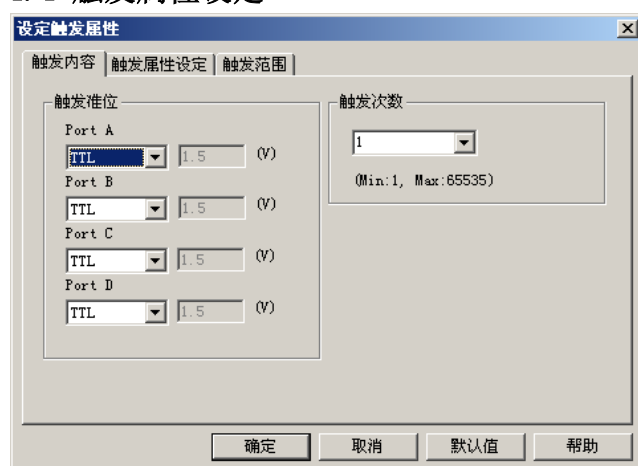 设定触发属性
触发内容 触发属性设定 触发范围
触发准位
Port A
TTL 1.5 (V)
Port B
TTL 1.5 (V)
Port C
TTL 1.5 (V)
Port D
TTL 1.5 (V)
触发次数
1
(Min:1, Max:65535)
确定 取消 默认值 帮助